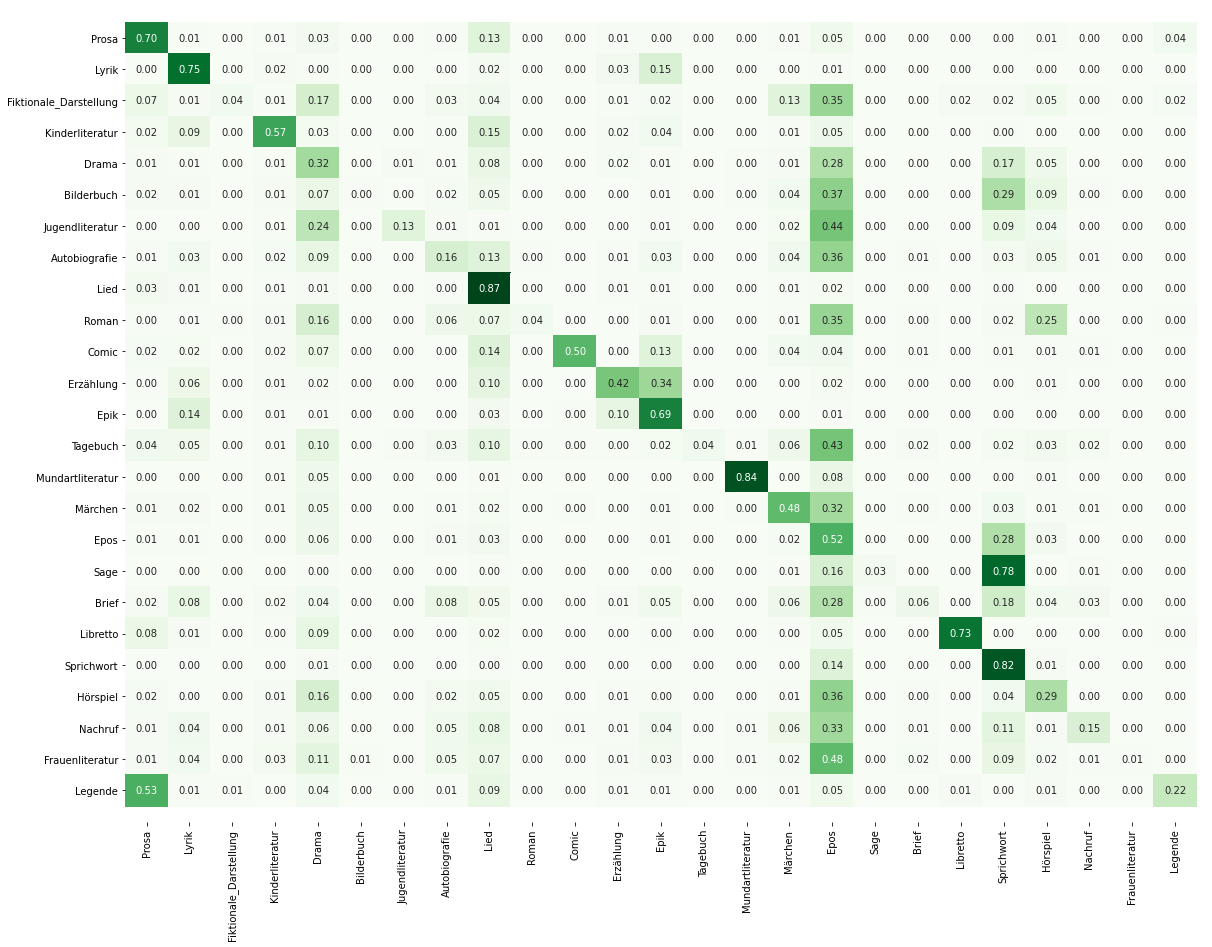 Prosa 0.70 0.01 0.00 0.01 0.03 0.00 0.00 0.00 0.13 0.00 0.00 0.01 0.00 0.00 0.00 0.01 0.05 0.00 0.00 0.00 0.00 0.01 0.00 0.00 0.04
Lyrik 0.00 0.75 0.00 0.02 0.00 0.00 0.00 0.00 0.02 0.00 0.00 0.03 0.15 0.00 0.00 0.00 0.01 0.00 0.00 0.00 0.00 0.00 0.00 0.00 0.00
Fiktionale_Darstellung 0.07 0.01 0.04 0.01 0.17 0.00 0.00 0.03 0.04 0.00 0.00 0.01 0.02 0.00 0.00 0.13 0.35 0.00 0.00 0.02 0.02 0.05 0.00 0.00 0.02
Kinderliteratur 0.02 0.09 0.00 0.57 0.03 0.00 0.00 0.00 0.15 0.00 0.00 0.02 0.04 0.00 0.00 0.01 0.05 0.00 0.00 0.00 0.00 0.00 0.00 0.00 0.00
Drama 0.01 0.01 0.00 0.01 0.32 0.00 0.01 0.01 0.08 0.00 0.00 0.02 0.01 0.00 0.00 0.01 0.28 0.00 0.00 0.00 0.17 0.05 0.00 0.00 0.00
Bilderbuch 0.02 0.01 0.00 0.01 0.07 0.00 0.00 0.02 0.05 0.00 0.00 0.00 0.01 0.00 0.00 0.04 0.37 0.00 0.00 0.00 0.29 0.09 0.00 0.00 0.00
Jugendliteratur 0.00 0.00 0.00 0.01 0.24 0.00 0.13 0.01 0.01 0.00 0.00 0.00 0.01 0.00 0.00 0.02 0.44 0.00 0.00 0.00 0.09 0.04 0.00 0.00 0.00
Autobiografie 0.01 0.03 0.00 0.02 0.09 0.00 0.00 0.16 0.13 0.00 0.00 0.01 0.03 0.00 0.00 0.04 0.36 0.00 0.01 0.00 0.03 0.05 0.01 0.00 0.00
Lied 0.03 0.01 0.00 0.01 0.01 0.00 0.00 0.00 0.87 0.00 0.00 0.01 0.01 0.00 0.00 0.01 0.02 0.00 0.00 0.00 0.00 0.00 0.00 0.00 0.00
Roman 0.00 0.01 0.00 0.01 0.16 0.00 0.00 0.06 0.07 0.04 0.00 0.00 0.01 0.00 0.00 0.01 0.35 0.00 0.00 0.00 0.02 0.25 0.00 0.00 0.00
Comic 0.02 0.02 0.00 0.02 0.07 0.00 0.00 0.00 0.14 0.00 0.50 0.00 0.13 0.00 0.00 0.04 0.04 0.00 0.01 0.00 0.01 0.01 0.01 0.00 0.00
Erzählung 0.00 0.06 0.00 0.01 0.02 0.00 0.00 0.00 0.10 0.00 0.00 0.42 0.34 0.00 0.00 0.00 0.02 0.00 0.00 0.00 0.00 0.01 0.00 0.00 0.00
Epik 0.00 0.14 0.00 0.01 0.01 0.00 0.00 0.00 0.03 0.00 0.00 0.10 0.69 0.00 0.00 0.00 0.01 0.00 0.00 0.00 0.00 0.00 0.00 0.00 0.00
Tagebuch 0.04 0.05 0.00 0.01 0.10 0.00 0.00 0.03 0.10 0.00 0.00 0.00 0.02 0.04 0.01 0.06 0.43 0.00 0.02 0.00 0.02 0.03 0.02 0.00 0.00
Mundartliteratur 0.00 0.00 0.00 0.01 0.05 0.00 0.00 0.00 0.01 0.00 0.00 0.00 0.00 0.00 0.84 0.00 0.08 0.00 0.00 0.00 0.00 0.00 0.00 0.00 0.00
Märchen 0.01 0.02 0.00 0.01 0.05 0.00 0.00 0.01 0.02 0.00 0.00 0.00 0.01 0.00 0.00 0.48 0.32 0.00 0.00 0.00 0.03 0.01 0.01 0.00 0.00
Epos 0.01 0.01 0.00 0.00 0.06 0.00 0.00 0.01 0.03 0.00 0.00 0.00 0.01 0.00 0.00 0.02 0.52 0.00 0.00 0.00 0.28 0.03 0.00 0.00 0.00
Sage 0.00 0.00 0.00 0.00 0.00 0.00 0.00 0.00 0.00 0.00 0.00 0.00 0.00 0.00 0.00 0.01 0.16 0.03 0.00 0.00 0.78 0.00 0.01 0.00 0.00
Brief 0.02 0.08 0.00 0.02 0.04 0.00 0.00 0.08 0.05 0.00 0.00 0.01 0.05 0.00 0.00 0.06 0.28 0.00 0.06 0.00 0.18 0.04 0.03 0.00 0.00
Libretto 0.08 0.01 0.00 0.00 0.09 0.00 0.00 0.00 0.02 0.00 0.00 0.00 0.00 0.00 0.00 0.00 0.05 0.00 0.00 0.73 0.00 0.00 0.00 0.00 0.00
Sprichwort 0.00 0.00 0.00 0.00 0.01 0.00 0.00 0.00 0.00 0.00 0.00 0.00 0.00 0.00 0.00 0.00 0.14 0.00 0.00 0.00 0.82 0.01 0.00 0.00 0.00
Hörspiel 0.02 0.00 0.00 0.01 0.16 0.00 0.00 0.02 0.05 0.00 0.00 0.01 0.00 0.00 0.00 0.01 0.36 0.00 0.00 0.00 0.04 0.29 0.00 0.00 0.00
Nachruf 0.01 0.04 0.00 0.01 0.06 0.00 0.00 0.05 0.08 0.00 0.01 0.01 0.04 0.00 0.01 0.06 0.33 0.00 0.01 0.00 0.11 0.01 0.15 0.00 0.00
Frauenliteratur 0.01 0.04 0.00 0.03 0.11 0.01 0.00 0.05 0.07 0.00 0.00 0.01 0.03 0.00 0.01 0.02 0.48 0.00 0.00 0.00 0.09 0.02 0.01 0.01 0.00
Legende 0.53 0.01 0.01 0.00 0.04 0.00 0.00 0.01 0.09 0.00 0.00 0.01 0.01 0.00 0.00 0.01 0.05 0.00 0.00 0.01 0.00 0.01 0.00 0.00 0.22
Prosa Lyrik Fiktionale_Darstellung Kinderliteratur Drama Bilderbuch Jugendliteratur Autobiografie Lied Roman Comic Erzählung Epik Tagebuch Mundartliteratur Märchen Epos Sage Brief Libretto Sprichwort Hörspiel Nachruf Frauenliteratur Legende